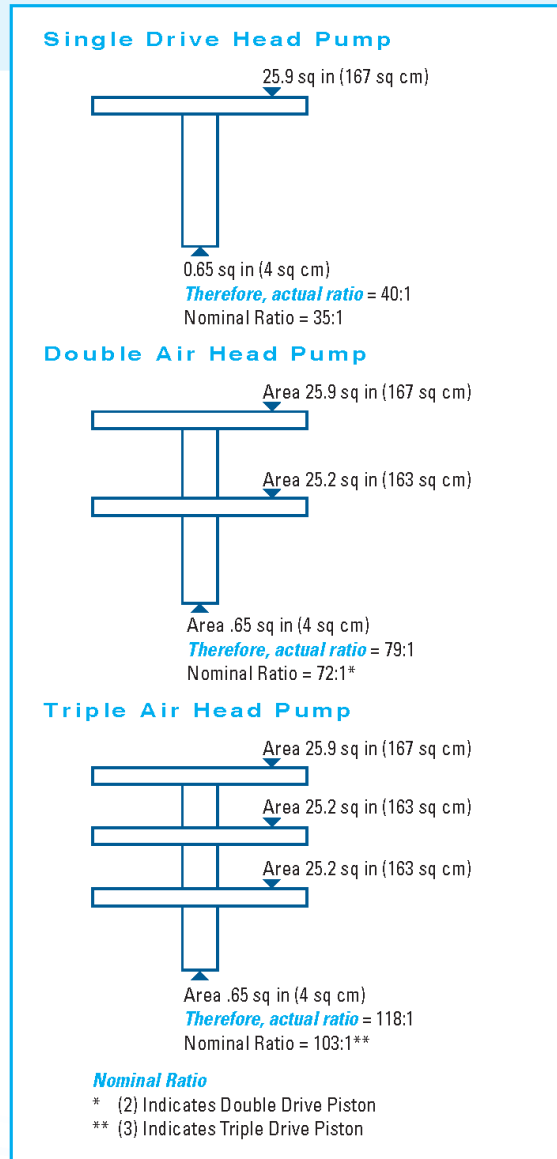 Single Drive Head Pump
25.9 sq in (167 sq cm)
0.65 sq in (4 sq cm)
Therefore, actual ratio = 40:1
Nominal Ratio = 35:1
Double Air Head Pump
Area 25.9 sq in (167 sq cm)
Area 25.2 sq in (163 sq cm)
Area .65 sq in (4 sq cm)
Therefore, actual ratio = 79:1
Nominal Ratio = 72:1*
Triple Air Head Pump
Area 25.9 sq in (167 sq cm)
Area 25.2 sq in (163 sq cm)
Area 25.2 sq in (163 sq cm)
Area .65 sq in (4 sq cm)
Therefore, actual ratio = 118:1
Nominal Ratio = 103:1**
Nominal Ratio
* (2) Indicates Double Drive Piston
** (3) Indicates Triple Drive Piston